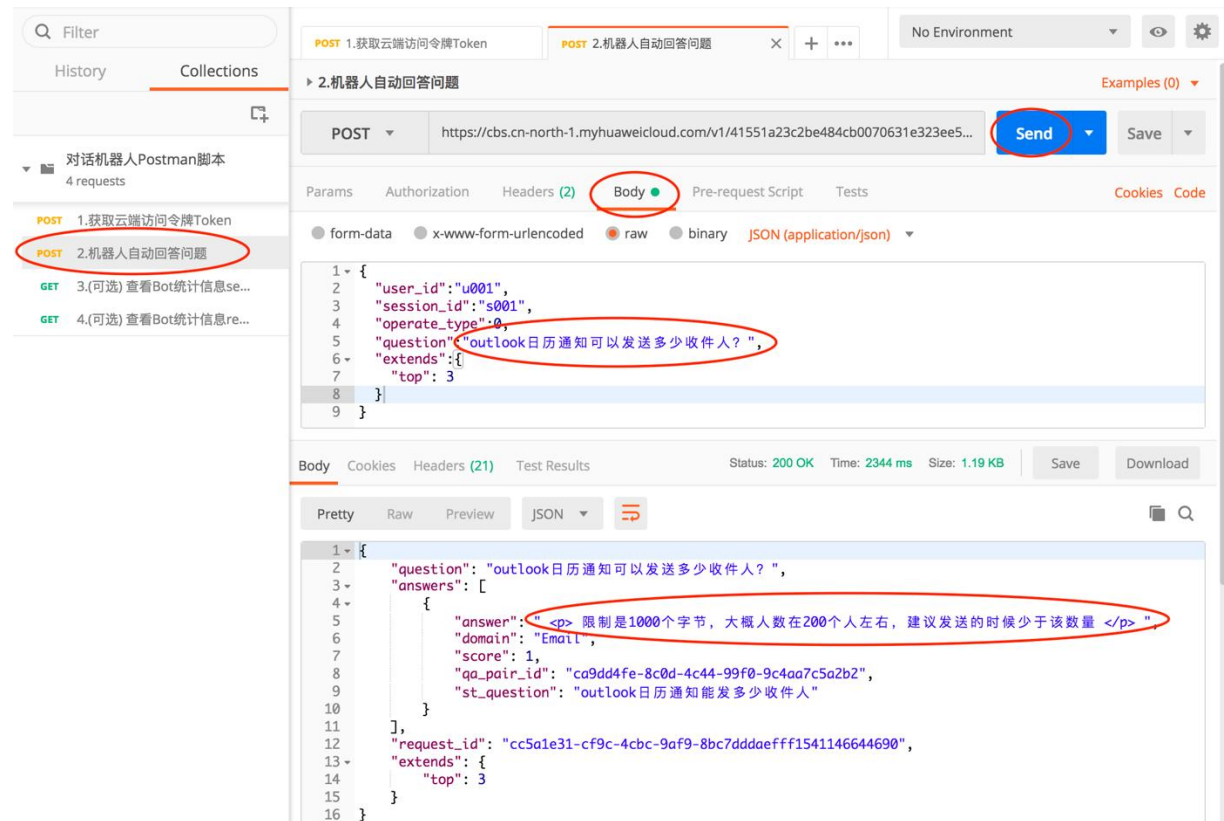 Filter
History Collections
对话机器人Postman脚本
4 requests
POST 1.获取云端访问令牌Token
POST 2.机器人自动回答问题
GET 3.(可选) 查看Bot统计信息se...
GET 4.(可选) 查看Bot统计信息re...
POST 1.获取云端访问令牌Token POST 2.机器人自动回答问题 × + ••• No Environment
2.机器人自动回答问题 Examples (0)
POST https://cbs.cn-north-1.myhuaweicloud.com/v1/41551a23c2be484cb0070631e323ee5... Send Save
Params Authorization Headers (2) Body Pre-request Script Tests Cookies Code
form-data x-www-form-urlencoded raw binary JSON (application/json)
1 {
2 "user_id":"u001",
3 "session_id":"s001",
4 "operate_type":0,
5 "question":"outlook日历通知可以发送多少收件人？",
6 "extends":{
7 "top": 3
8 }
9 }
Body Cookies Headers (21) Test Results Status: 200 OK Time: 2344 ms Size: 1.19 KB Save Download
Pretty Raw Preview JSON
1 {
2 "question": "outlook日历通知可以发送多少收件人？",
3 "answers": [
4 {
5 "answer": " <p> 限制是1000个字节，大概人数在200个人左右，建议发送的时候少于该数量 </p> ",
6 "domain": "Email",
7 "score": 1,
8 "qa_pair_id": "ca9dd4fe-8c0d-4c44-99f0-9c4aa7c5a2b2",
9 "st_question": "outlook日历通知能发多少收件人"
10 }
11 ],
12 "request_id": "cc5a1e31-cf9c-4cbc-9af9-8bc7dddaefff1541146644690",
13 "extends": {
14 "top": 3
15 }
16 }